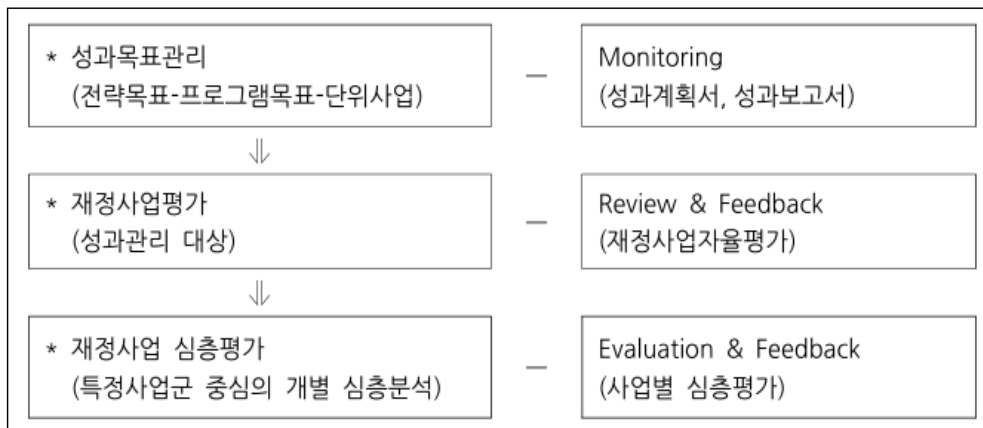 * 성과목표관리
(전략목표-프로그램목표-단위사업)
Monitoring
(성과계획서, 성과보고서)
* 재정사업평가
(성과관리 대상)
Review & Feedback
(재정사업자율평가)
* 재정사업 심층평가
(특정사업군 중심의 개별 심층분석)
Evaluation & Feedback
(사업별 심층평가)